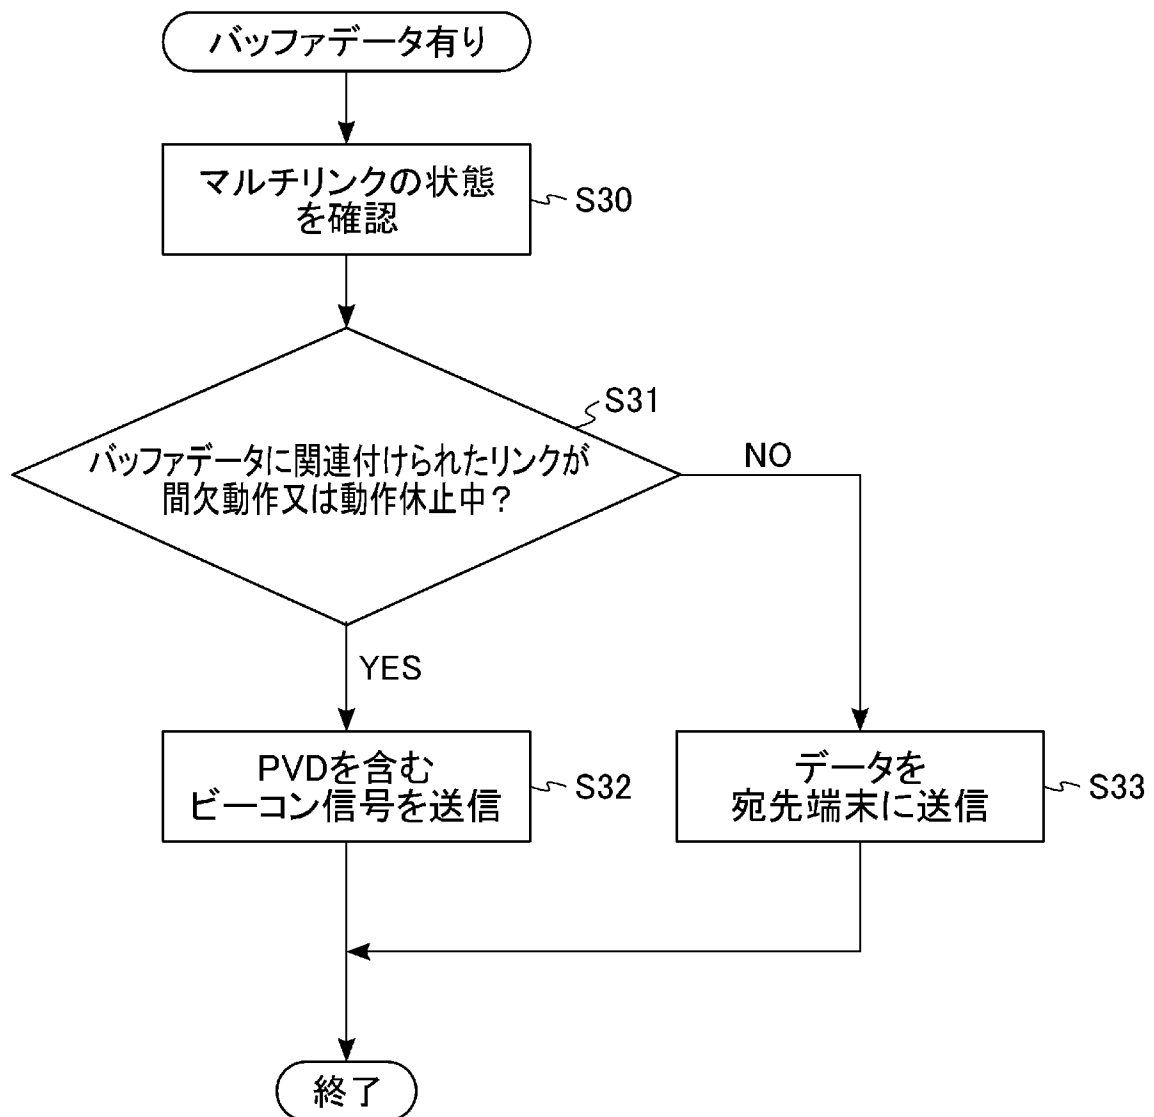 バッファデータ有り
マルチリンクの状態
を確認
S30
S31
バッファデータに関連付けられたリンクが
間欠動作又は動作休止中？
NO
YES
PVDを含む
ビーコン信号を送信
S32
データを
宛先端末に送信
S33
終了